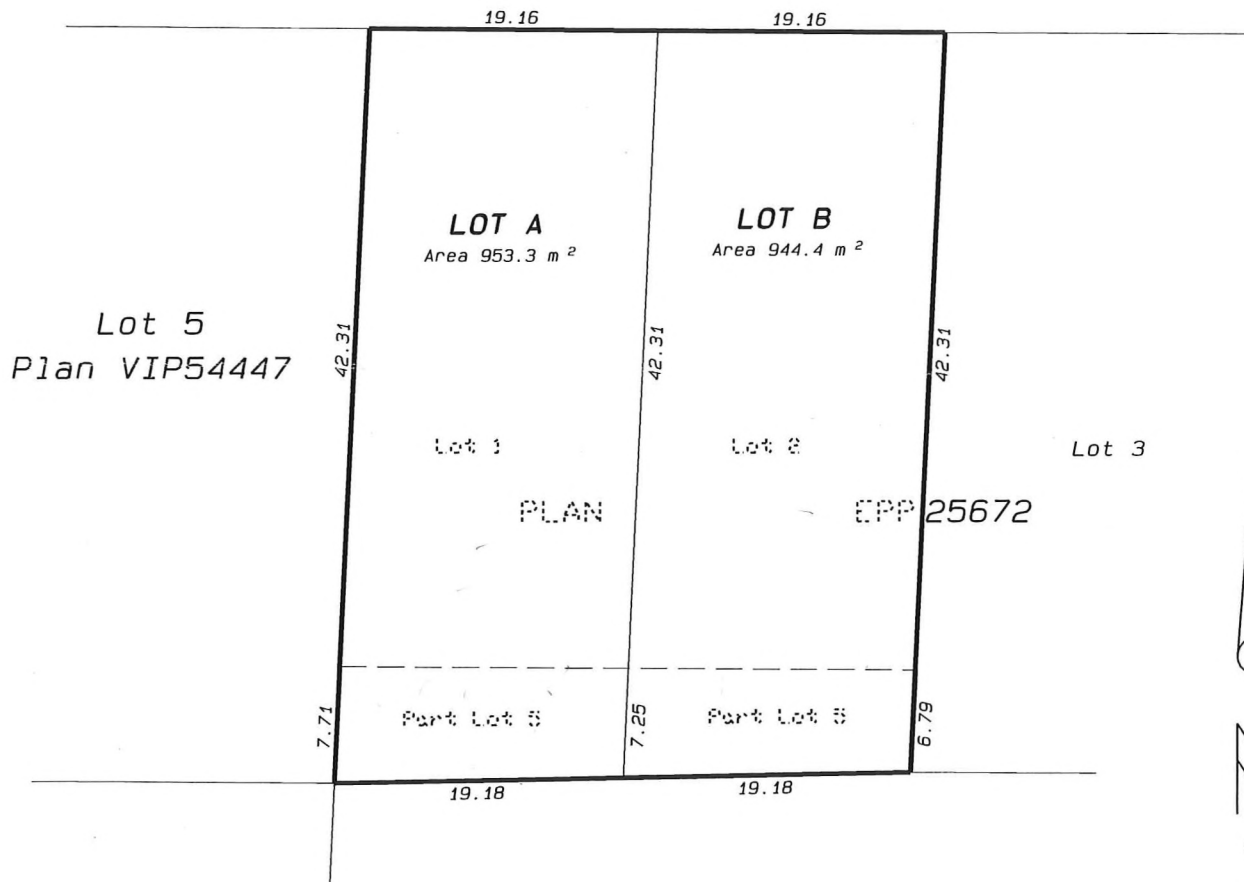 19.16
19.16
LOT A
Area 953.3 m²
LOT B
Area 944.4 m²
Lot 5
Plan VIP54447
42.31
42.31
42.31
Lot 1
Lot 2
Lot 3
PLAN EPP 25672
7.71
Part Lot 5
7.25
Part Lot 5
6.79
19.18
19.18